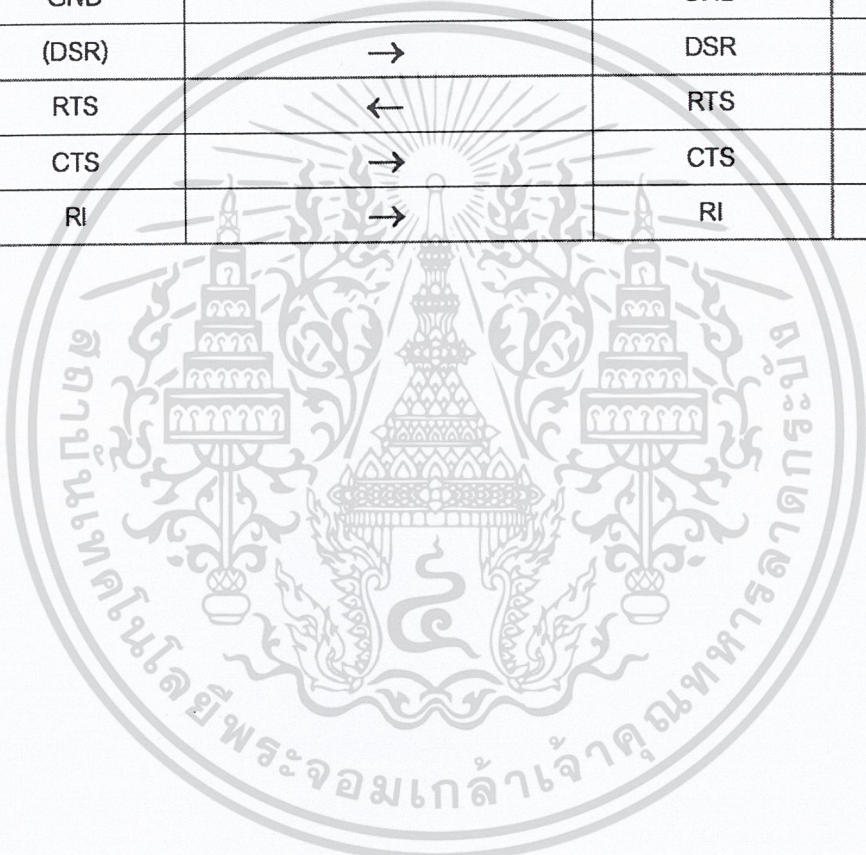 GND
(DSR) → DSR
RTS ← RTS
CTS → CTS
RI → RI
สถาบันเทคโนโลยีพระจอมเกล้าเจ้าคุณทหารลาดกระบัง